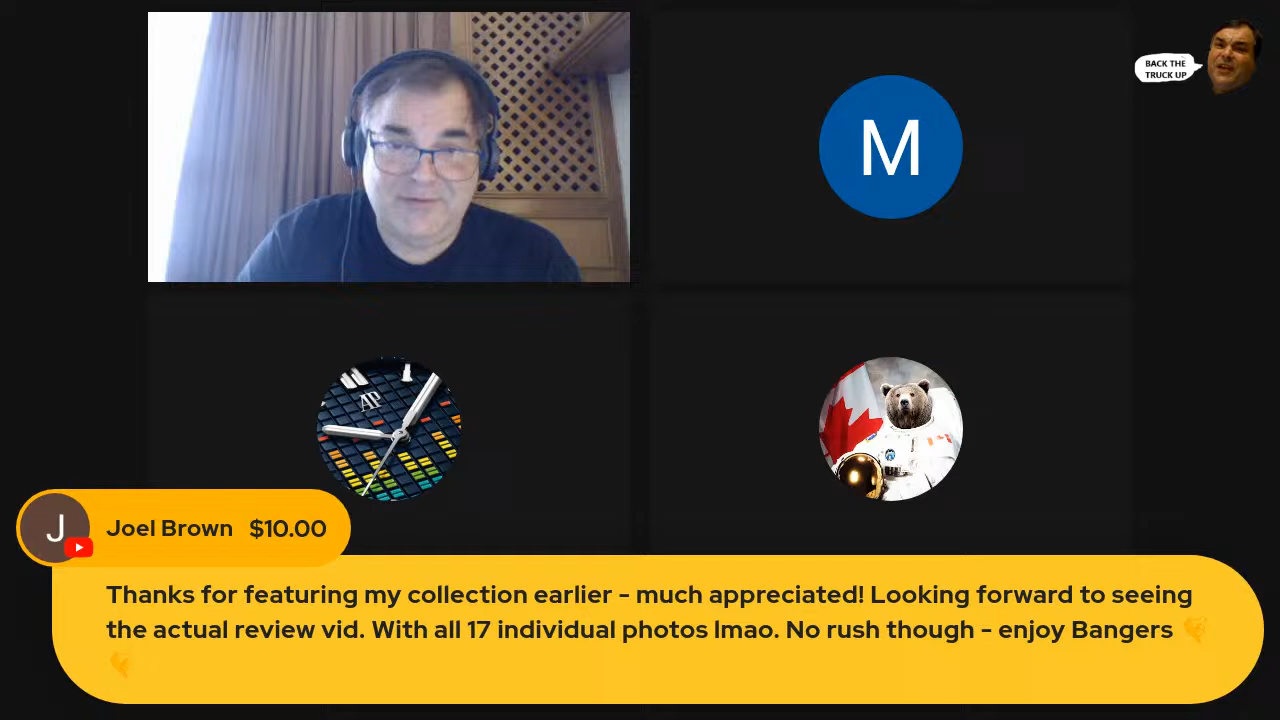 BACK THE
TRUCK UP
M
AP
J
Joel Brown $10.00
Thanks for featuring my collection earlier - much appreciated! Looking forward to seeing
the actual review vid. With all 17 individual photos lmao. No rush though - enjoy Bangers